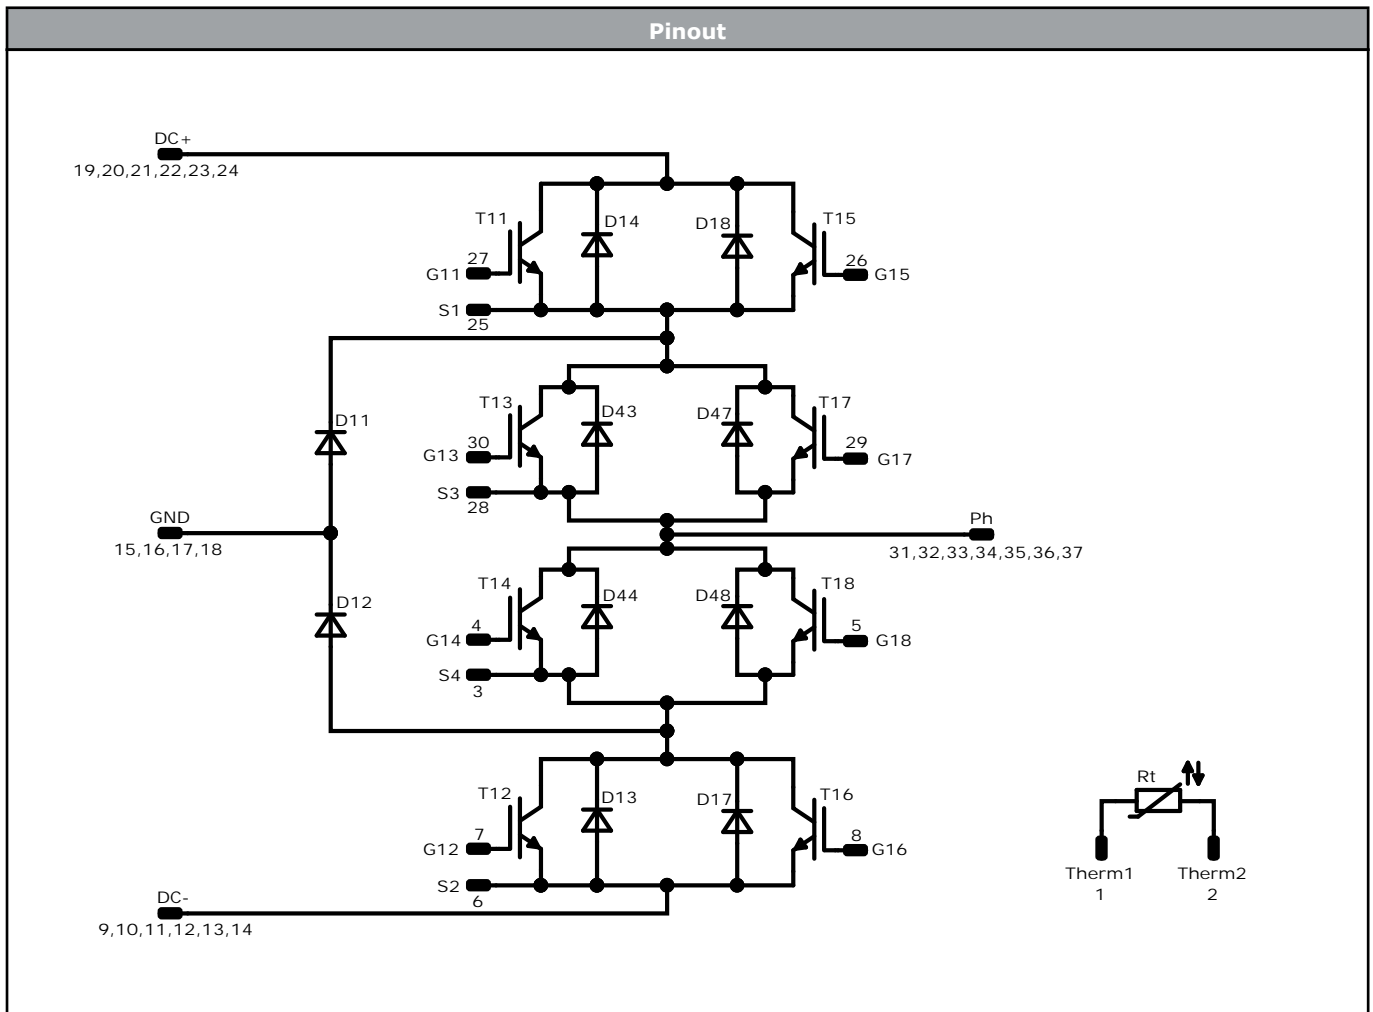 Pinout
DC+
19,20,21,22,23,24
T11
D14
D18
T15
27
G11
26
G15
S1
25
T13
D43
D47
T17
D11
30
G13
29
G17
S3
28
GND
15,16,17,18
Ph
31,32,33,34,35,36,37
T14
D44
D48
T18
D12
4
G14
5
G18
S4
3
T12
D13
D17
T16
7
G12
8
G16
S2
6
DC-
9,10,11,12,13,14
Rt
Therm1
1
Therm2
2